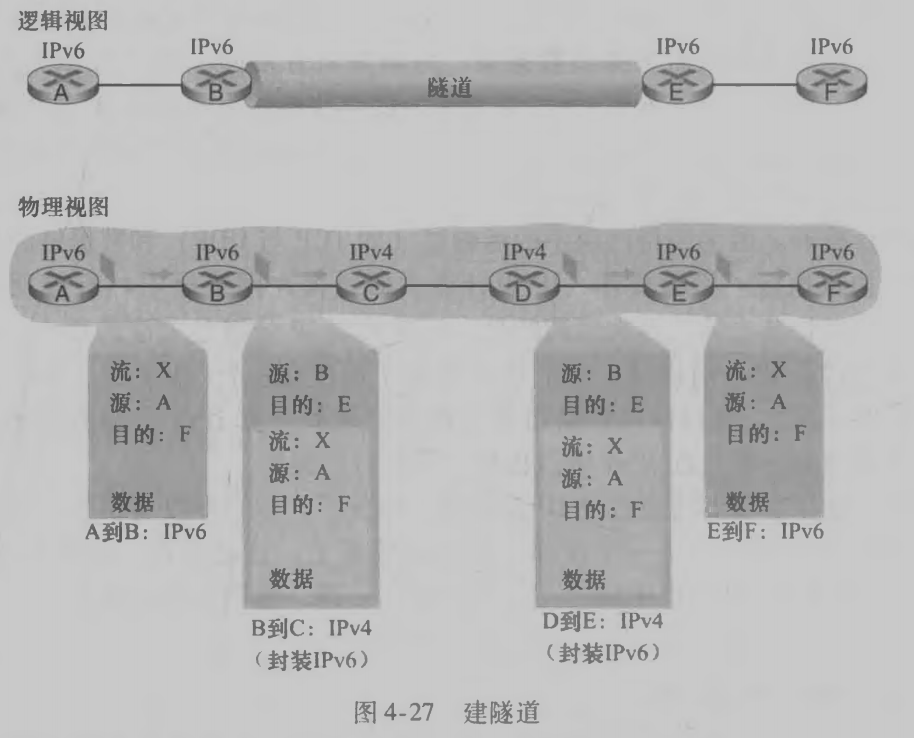 逻辑视图
IPv6 IPv6 IPv6 IPv6
A B 隧道 E F
物理视图
IPv6 IPv6 IPv4 IPv4 IPv6 IPv6
A B C D E F
流: X
源: A
目的: F
数据
A到B: IPv6
源: B
目的: E
流: X
源: A
目的: F
数据
B到C: IPv4
（封装IPv6）
源: B
目的: E
流: X
源: A
目的: F
数据
D到E: IPv4
（封装IPv6）
流: X
源: A
目的: F
数据
E到F: IPv6
图 4-27 建隧道